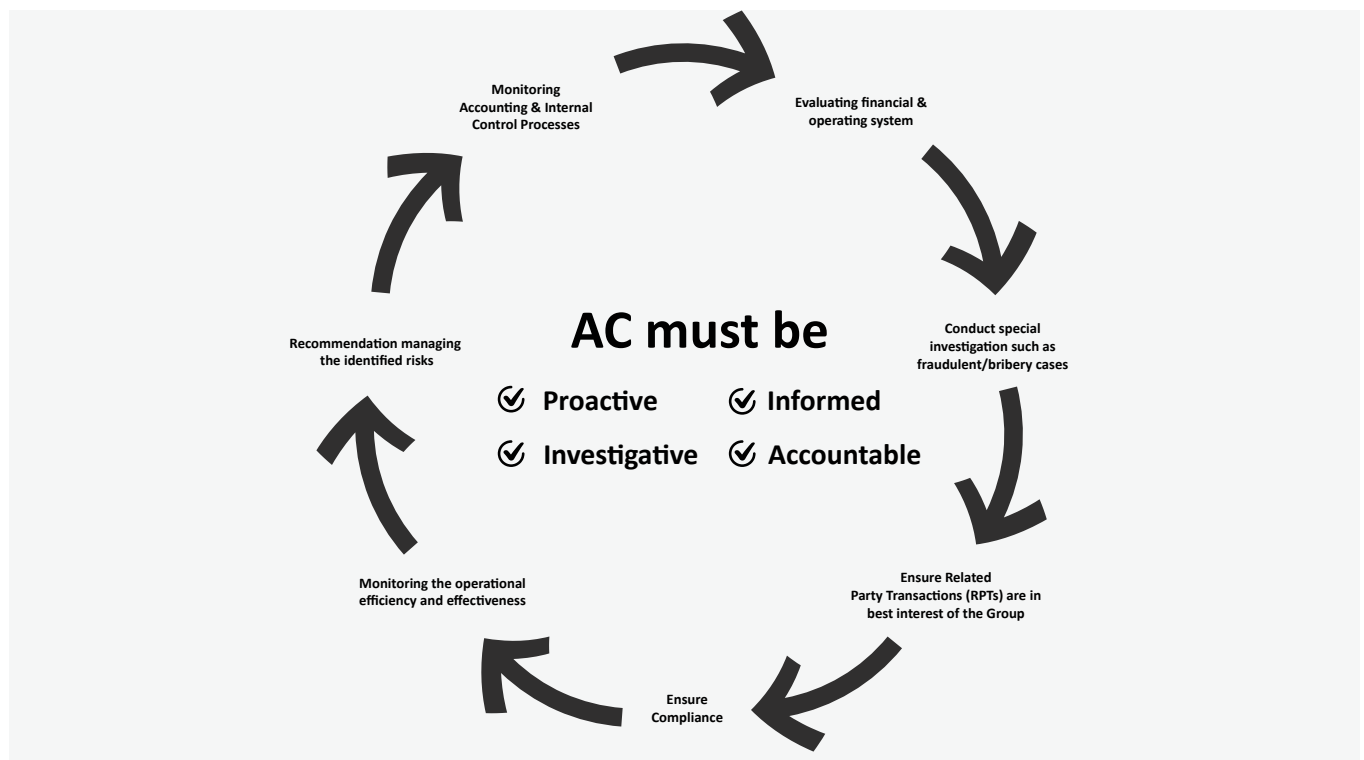 Monitoring
Accounting & Internal
Control Processes
Evaluating financial &
operating system
Conduct special
investigation such as
fraudulent/bribery cases
Ensure Related
Party Transactions (RPTs) are in
best interest of the Group
Ensure
Compliance
Monitoring the operational
efficiency and effectiveness
Recommendation managing
the identified risks
AC must be
Proactive
Informed
Investigative
Accountable